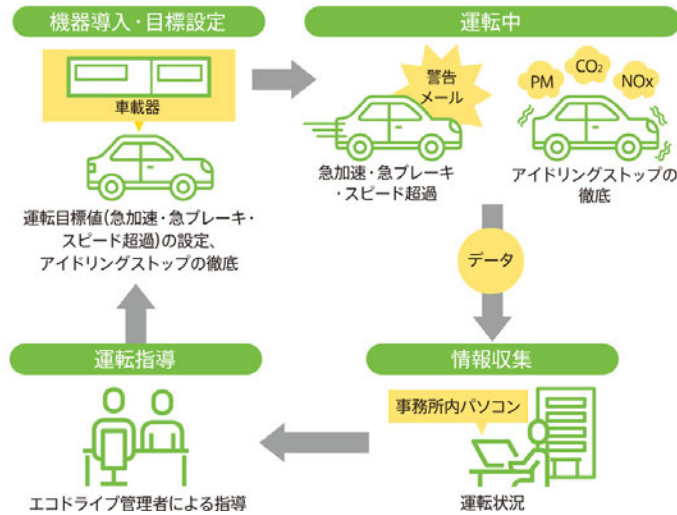 機器導入・目標設定
車載器
運転目標値(急加速・急ブレーキ・
スピード超過)の設定、
アイドリングストップの徹底
運転中
警告
メール
急加速・急ブレーキ
・スピード超過
PM
CO₂
NOx
アイドリングストップの
徹底
データ
情報収集
事務所内パソコン
運転状況
運転指導
エコドライブ管理者による指導